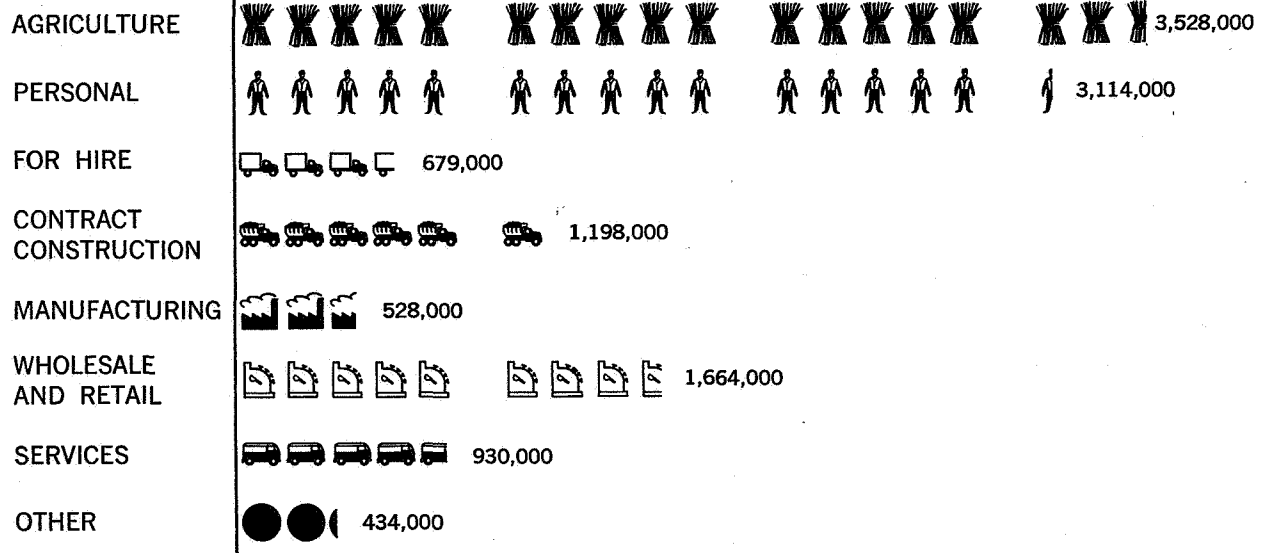 AGRICULTURE 3,528,000
PERSONAL 3,114,000
FOR HIRE 679,000
CONTRACT
CONSTRUCTION 1,198,000
MANUFACTURING 528,000
WHOLESALE
AND RETAIL 1,664,000
SERVICES 930,000
OTHER 434,000